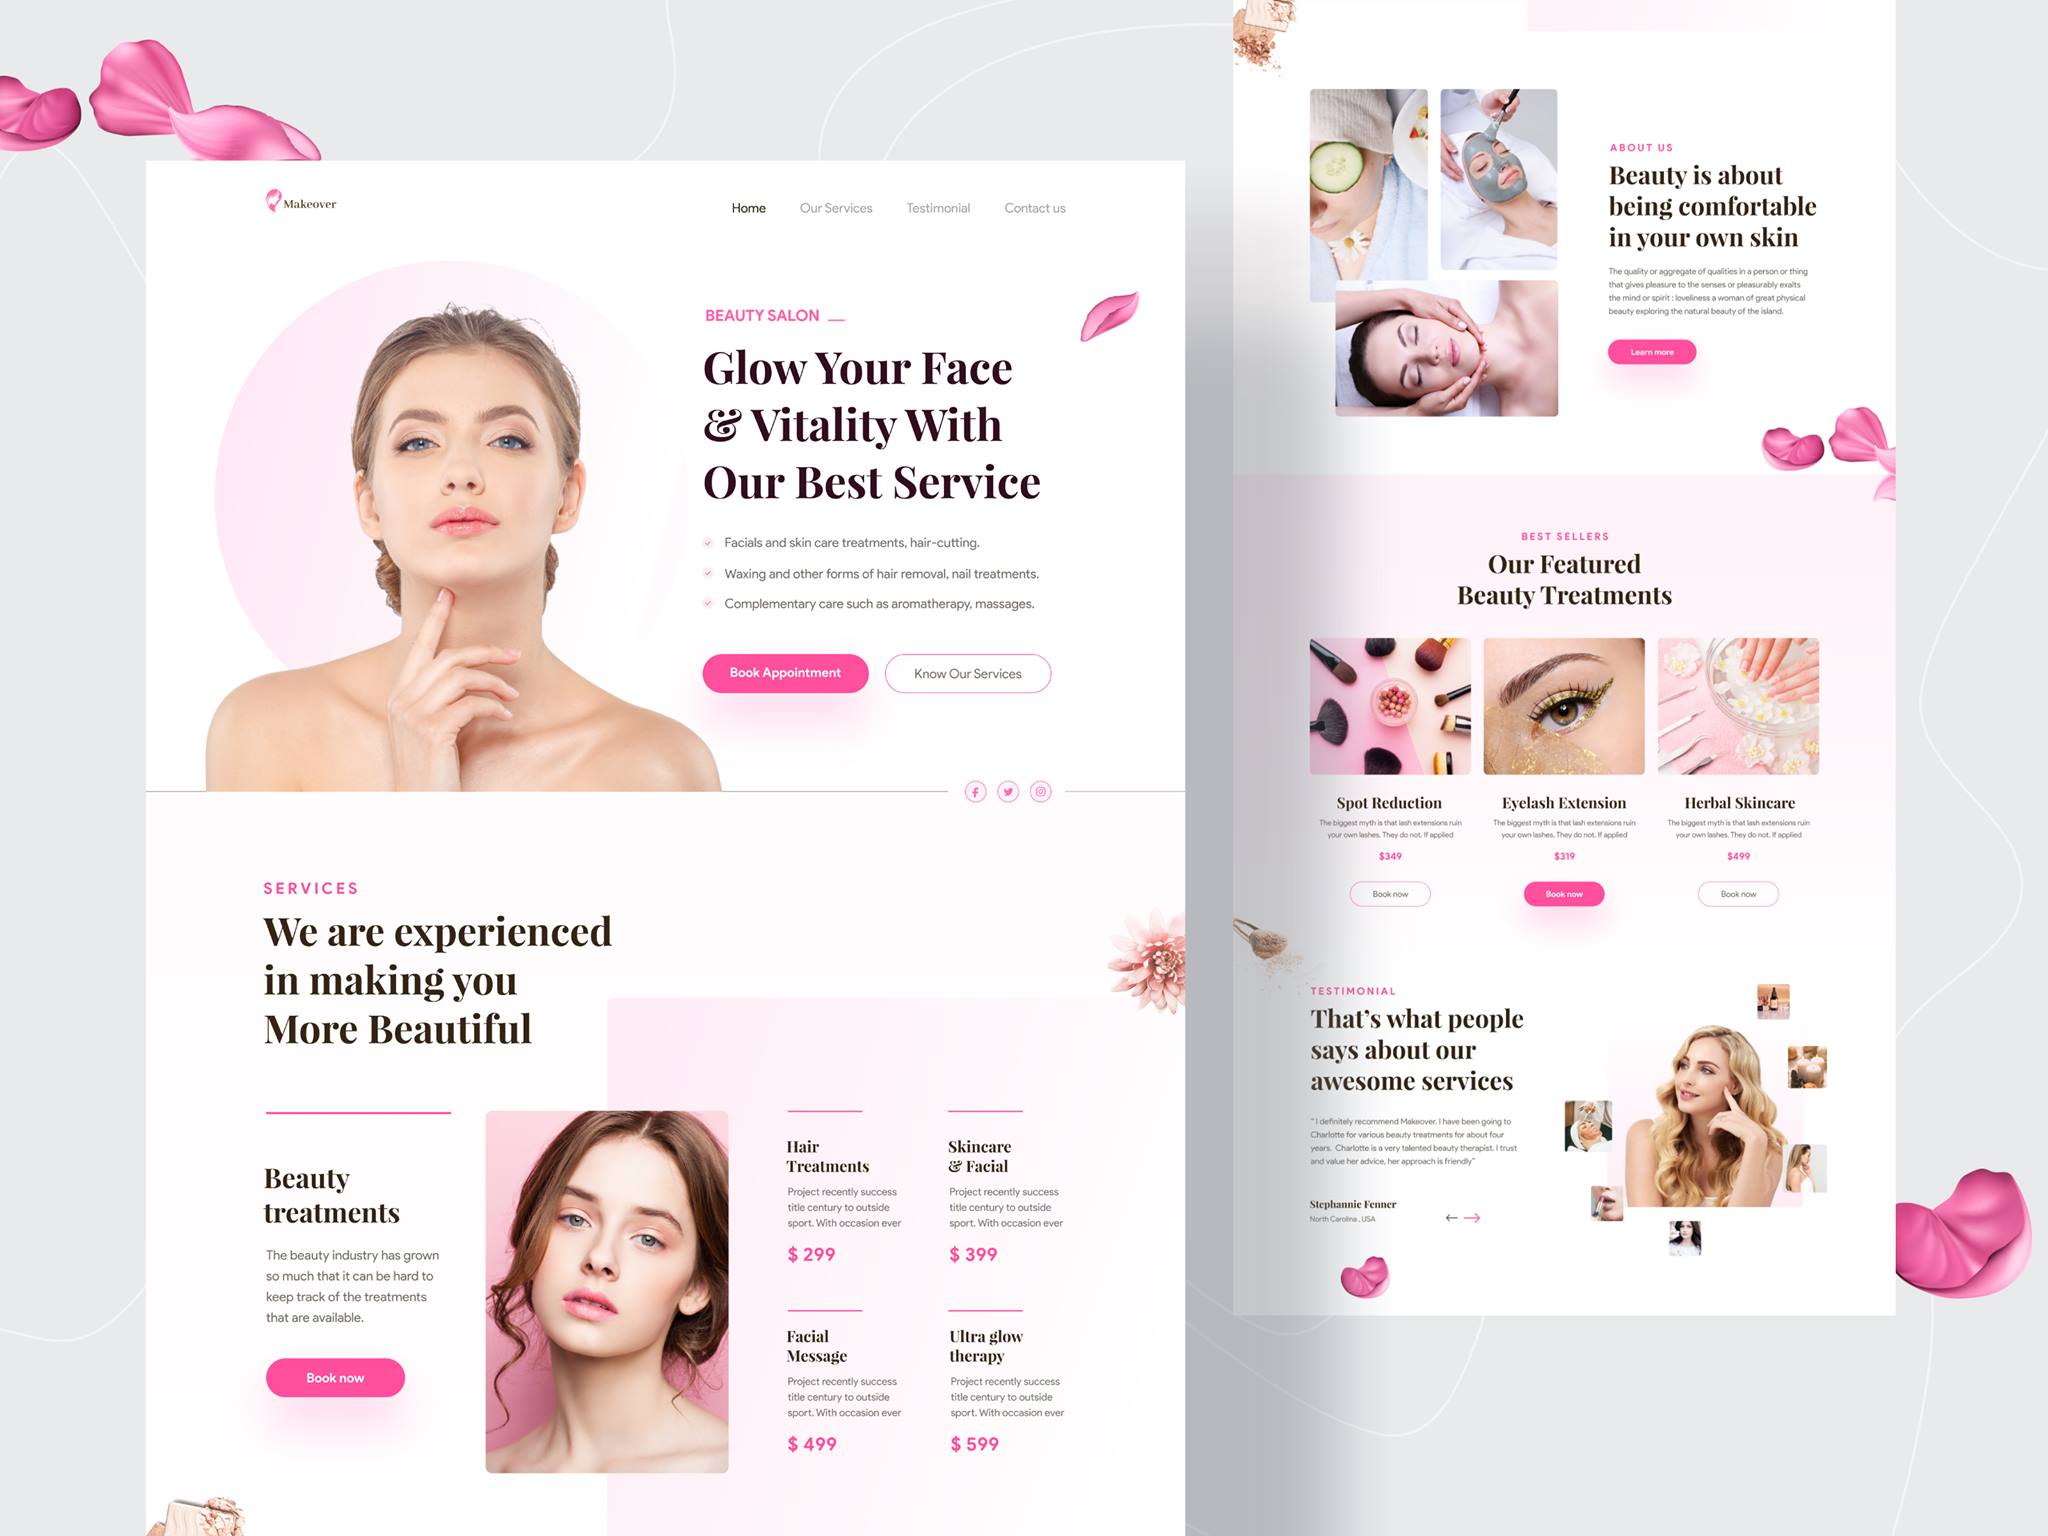 Makeover
Home
Our Services
Testimonial
Contact us
BEAUTY SALON
Glow Your Face
& Vitality With
Our Best Service
Facials and skin care treatments, hair-cutting.
Waxing and other forms of hair removal, nail treatments.
Complementary care such as aromatherapy, massages.
Book Appointment
Know Our Services
SERVICES
We are experienced
in making you
More Beautiful
Beauty
treatments
The beauty industry has grown
so much that it can be hard to
keep track of the treatments
that are available.
Book now
Hair
Treatments
Project recently success
title century to outside
sport. With occasion ever
$ 299
Skincare
& Facial
Project recently success
title century to outside
sport. With occasion ever
$ 399
Facial
Message
Project recently success
title century to outside
sport. With occasion ever
$ 499
Ultra glow
therapy
Project recently success
title century to outside
sport. With occasion ever
$ 599
ABOUT US
Beauty is about
being comfortable
in your own skin
The quality or aggregate of qualities in a person or thing
that gives pleasure to the senses or pleasurably exalts
the mind or spirit : loveliness a woman of great physical
beauty exploring the natural beauty of the island.
Learn more
BEST SELLERS
Our Featured
Beauty Treatments
Spot Reduction
The biggest myth is that lash extensions ruin
your own lashes. They do not. If applied
$349
Book now
Eyelash Extension
The biggest myth is that lash extensions ruin
your own lashes. They do not. If applied
$319
Book now
Herbal Skincare
The biggest myth is that lash extensions ruin
your own lashes. They do not. If applied
$499
Book now
TESTIMONIAL
That's what people
says about our
awesome services
" I definitely recommend Makeover. I have been going to
Charlotte for various beauty treatments for about four
years. Charlotte is a very talented beauty therapist. I trust
and value her advice, her approach is friendly"
Stephannie Fenner
North Carolina , USA